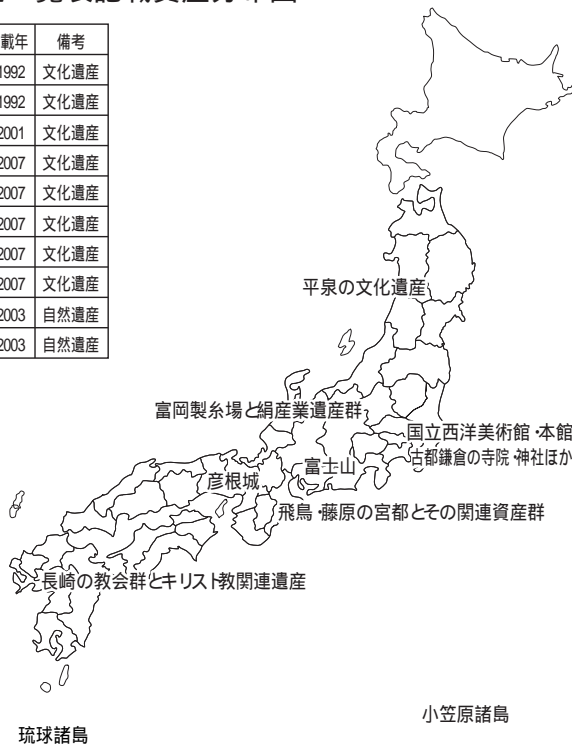 載年 備考
1992 文化遺産
1992 文化遺産
2001 文化遺産
2007 文化遺産
2007 文化遺産
2007 文化遺産
2007 文化遺産
2007 文化遺産
2003 自然遺産
2003 自然遺産
平泉の文化遺産
富岡製糸場と絹産業遺産群
国立西洋美術館・本館
古都鎌倉の寺院・神社ほか
富士山
彦根城
飛鳥・藤原の宮都とその関連資産群
長崎の教会群とキリスト教関連遺産
小笠原諸島
琉球諸島